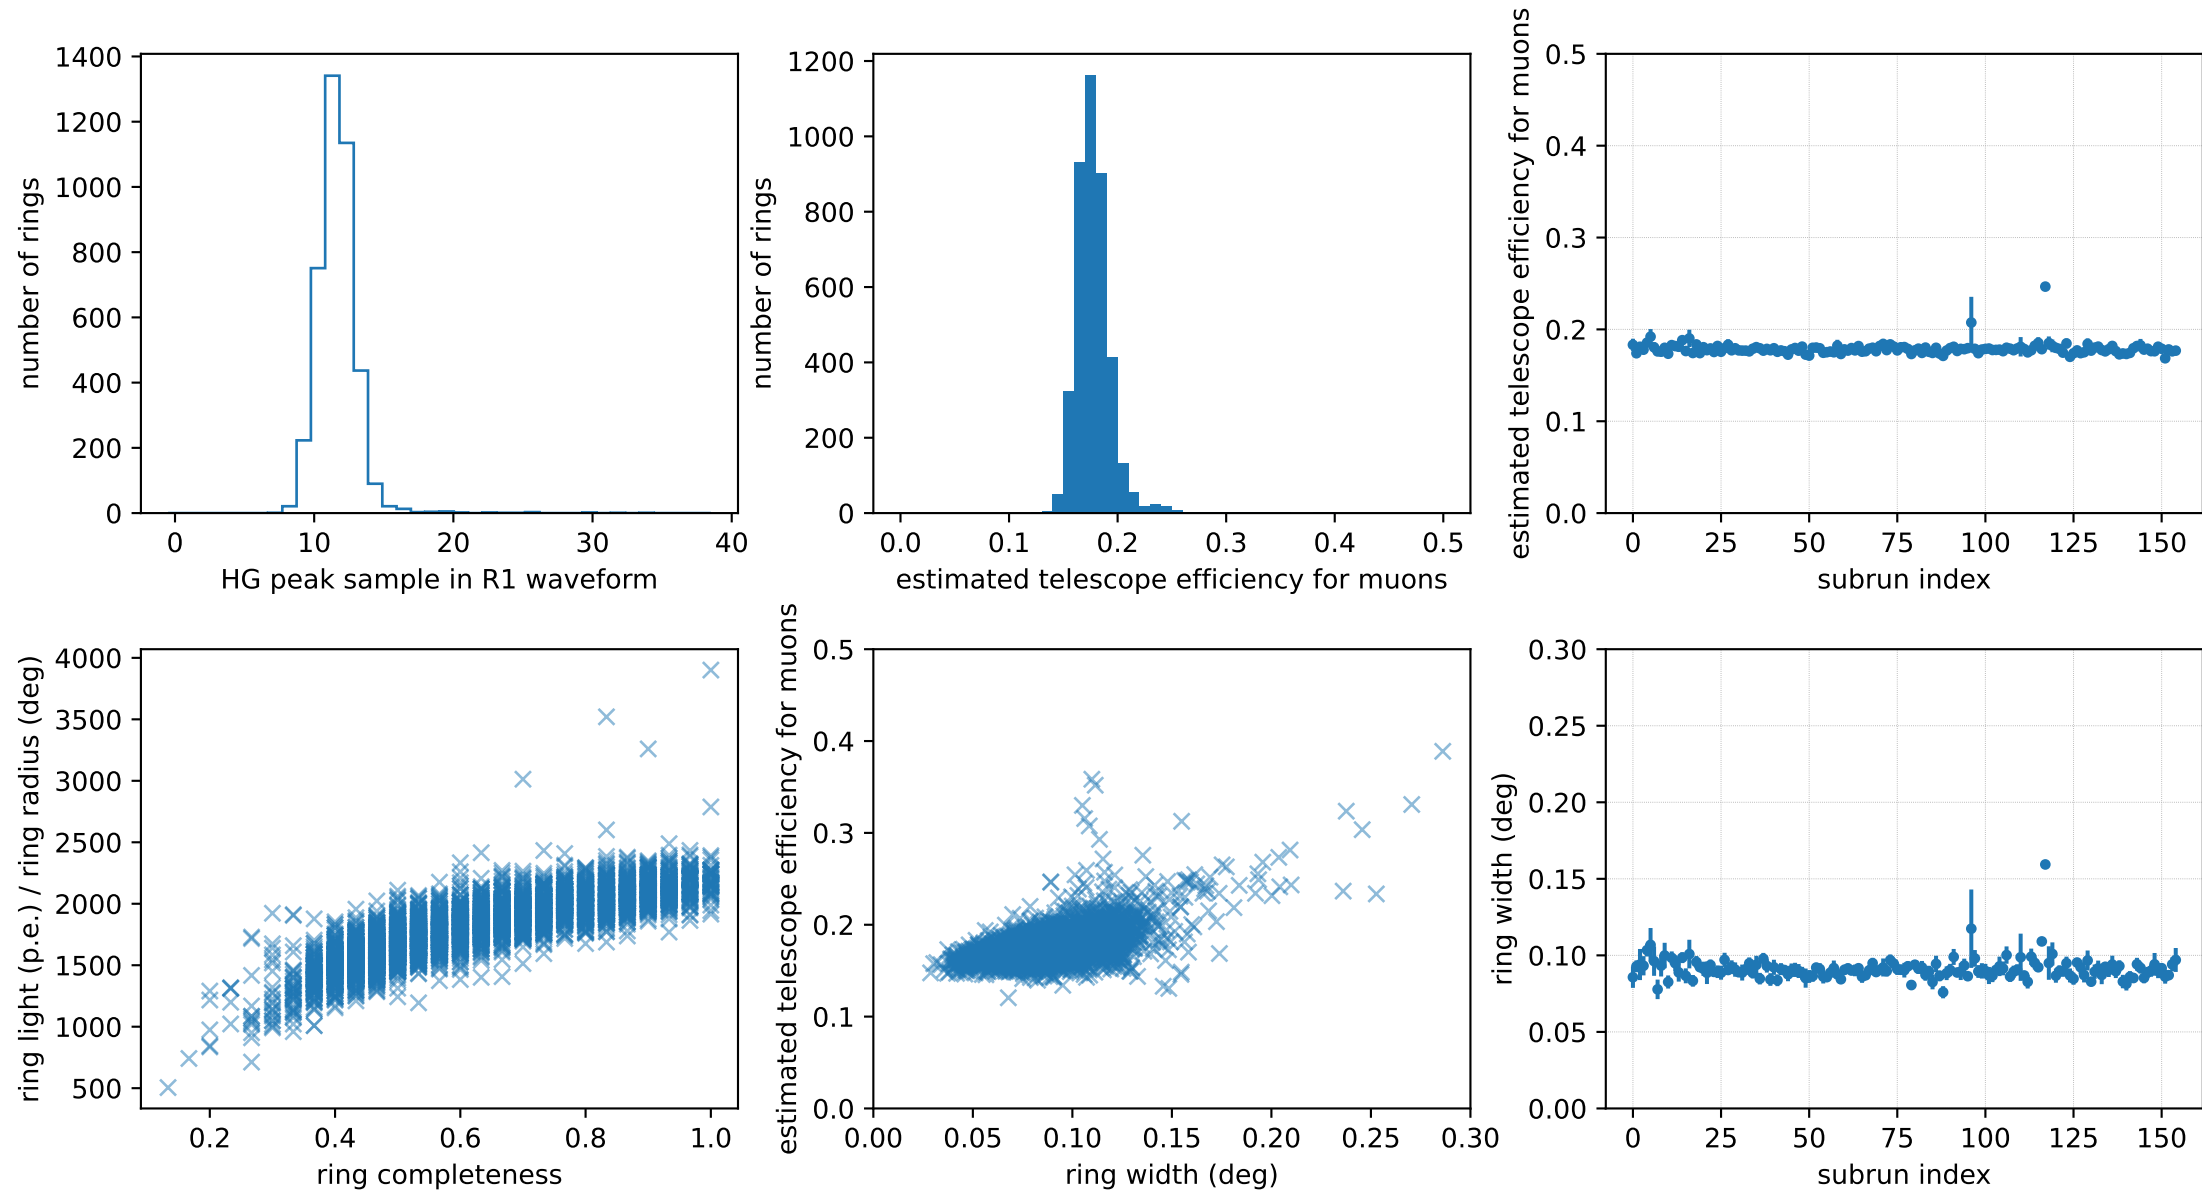 number of rings
1400
1200
1000
800
600
400
200
0
0 10 20 30 40
HG peak sample in R1 waveform
number of rings
1200
1000
800
600
400
200
0
0.0 0.1 0.2 0.3 0.4 0.5
estimated telescope efficiency for muons
estimated telescope efficiency for muons
0.5
0.4
0.3
0.2
0.1
0.0
0 25 50 75 100 125 150
subrun index
ring light (p.e.) / ring radius (deg)
4000
3500
3000
2500
2000
1500
1000
500
0.2 0.4 0.6 0.8 1.0
ring completeness
estimated telescope efficiency for muons
0.5
0.4
0.3
0.2
0.1
0.0
0.00 0.05 0.10 0.15 0.20 0.25 0.30
ring width (deg)
ring width (deg)
0.30
0.25
0.20
0.15
0.10
0.05
0.00
0 25 50 75 100 125 150
subrun index